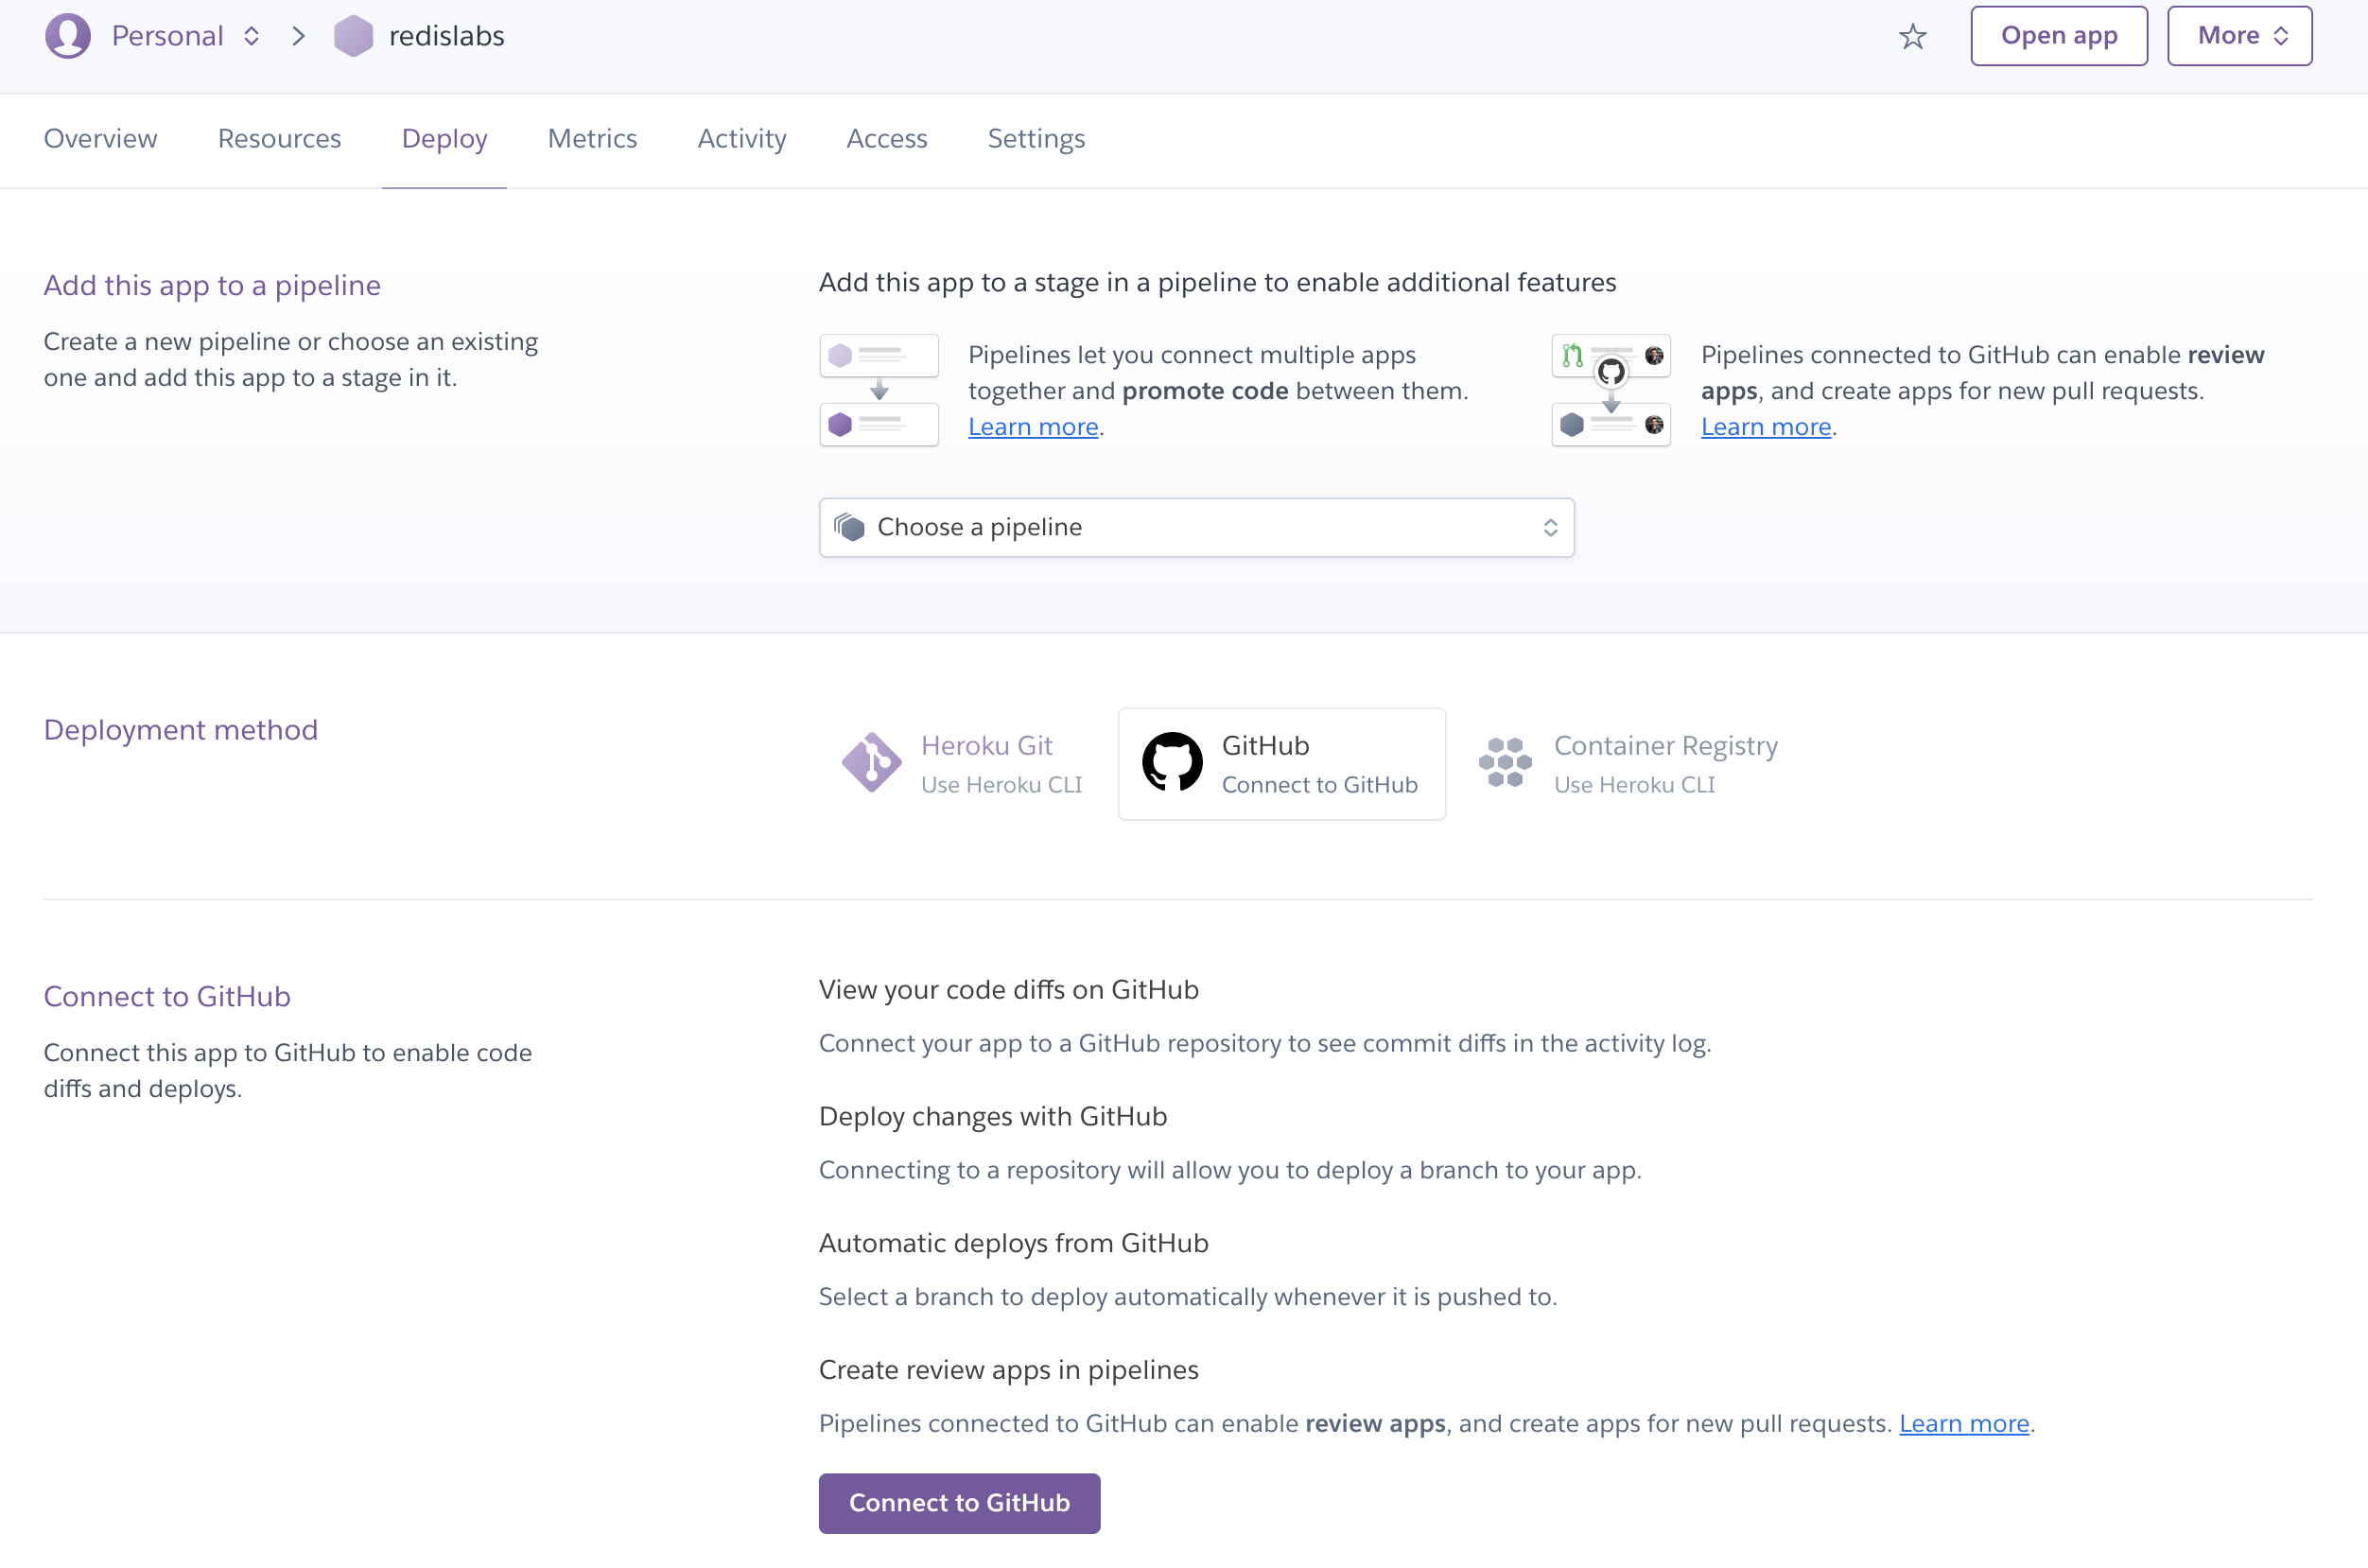 Personal
redislabs
Open app
More
Overview
Resources
Deploy
Metrics
Activity
Access
Settings
Add this app to a pipeline
Create a new pipeline or choose an existing
one and add this app to a stage in it.
Add this app to a stage in a pipeline to enable additional features
Pipelines let you connect multiple apps
together and promote code between them.
Learn more.
Pipelines connected to GitHub can enable review
apps, and create apps for new pull requests.
Learn more.
Choose a pipeline
Deployment method
Heroku Git
Use Heroku CLI
GitHub
Connect to GitHub
Container Registry
Use Heroku CLI
Connect to GitHub
Connect this app to GitHub to enable code
diffs and deploys.
View your code diffs on GitHub
Connect your app to a GitHub repository to see commit diffs in the activity log.
Deploy changes with GitHub
Connecting to a repository will allow you to deploy a branch to your app.
Automatic deploys from GitHub
Select a branch to deploy automatically whenever it is pushed to.
Create review apps in pipelines
Pipelines connected to GitHub can enable review apps, and create apps for new pull requests. Learn more.
Connect to GitHub